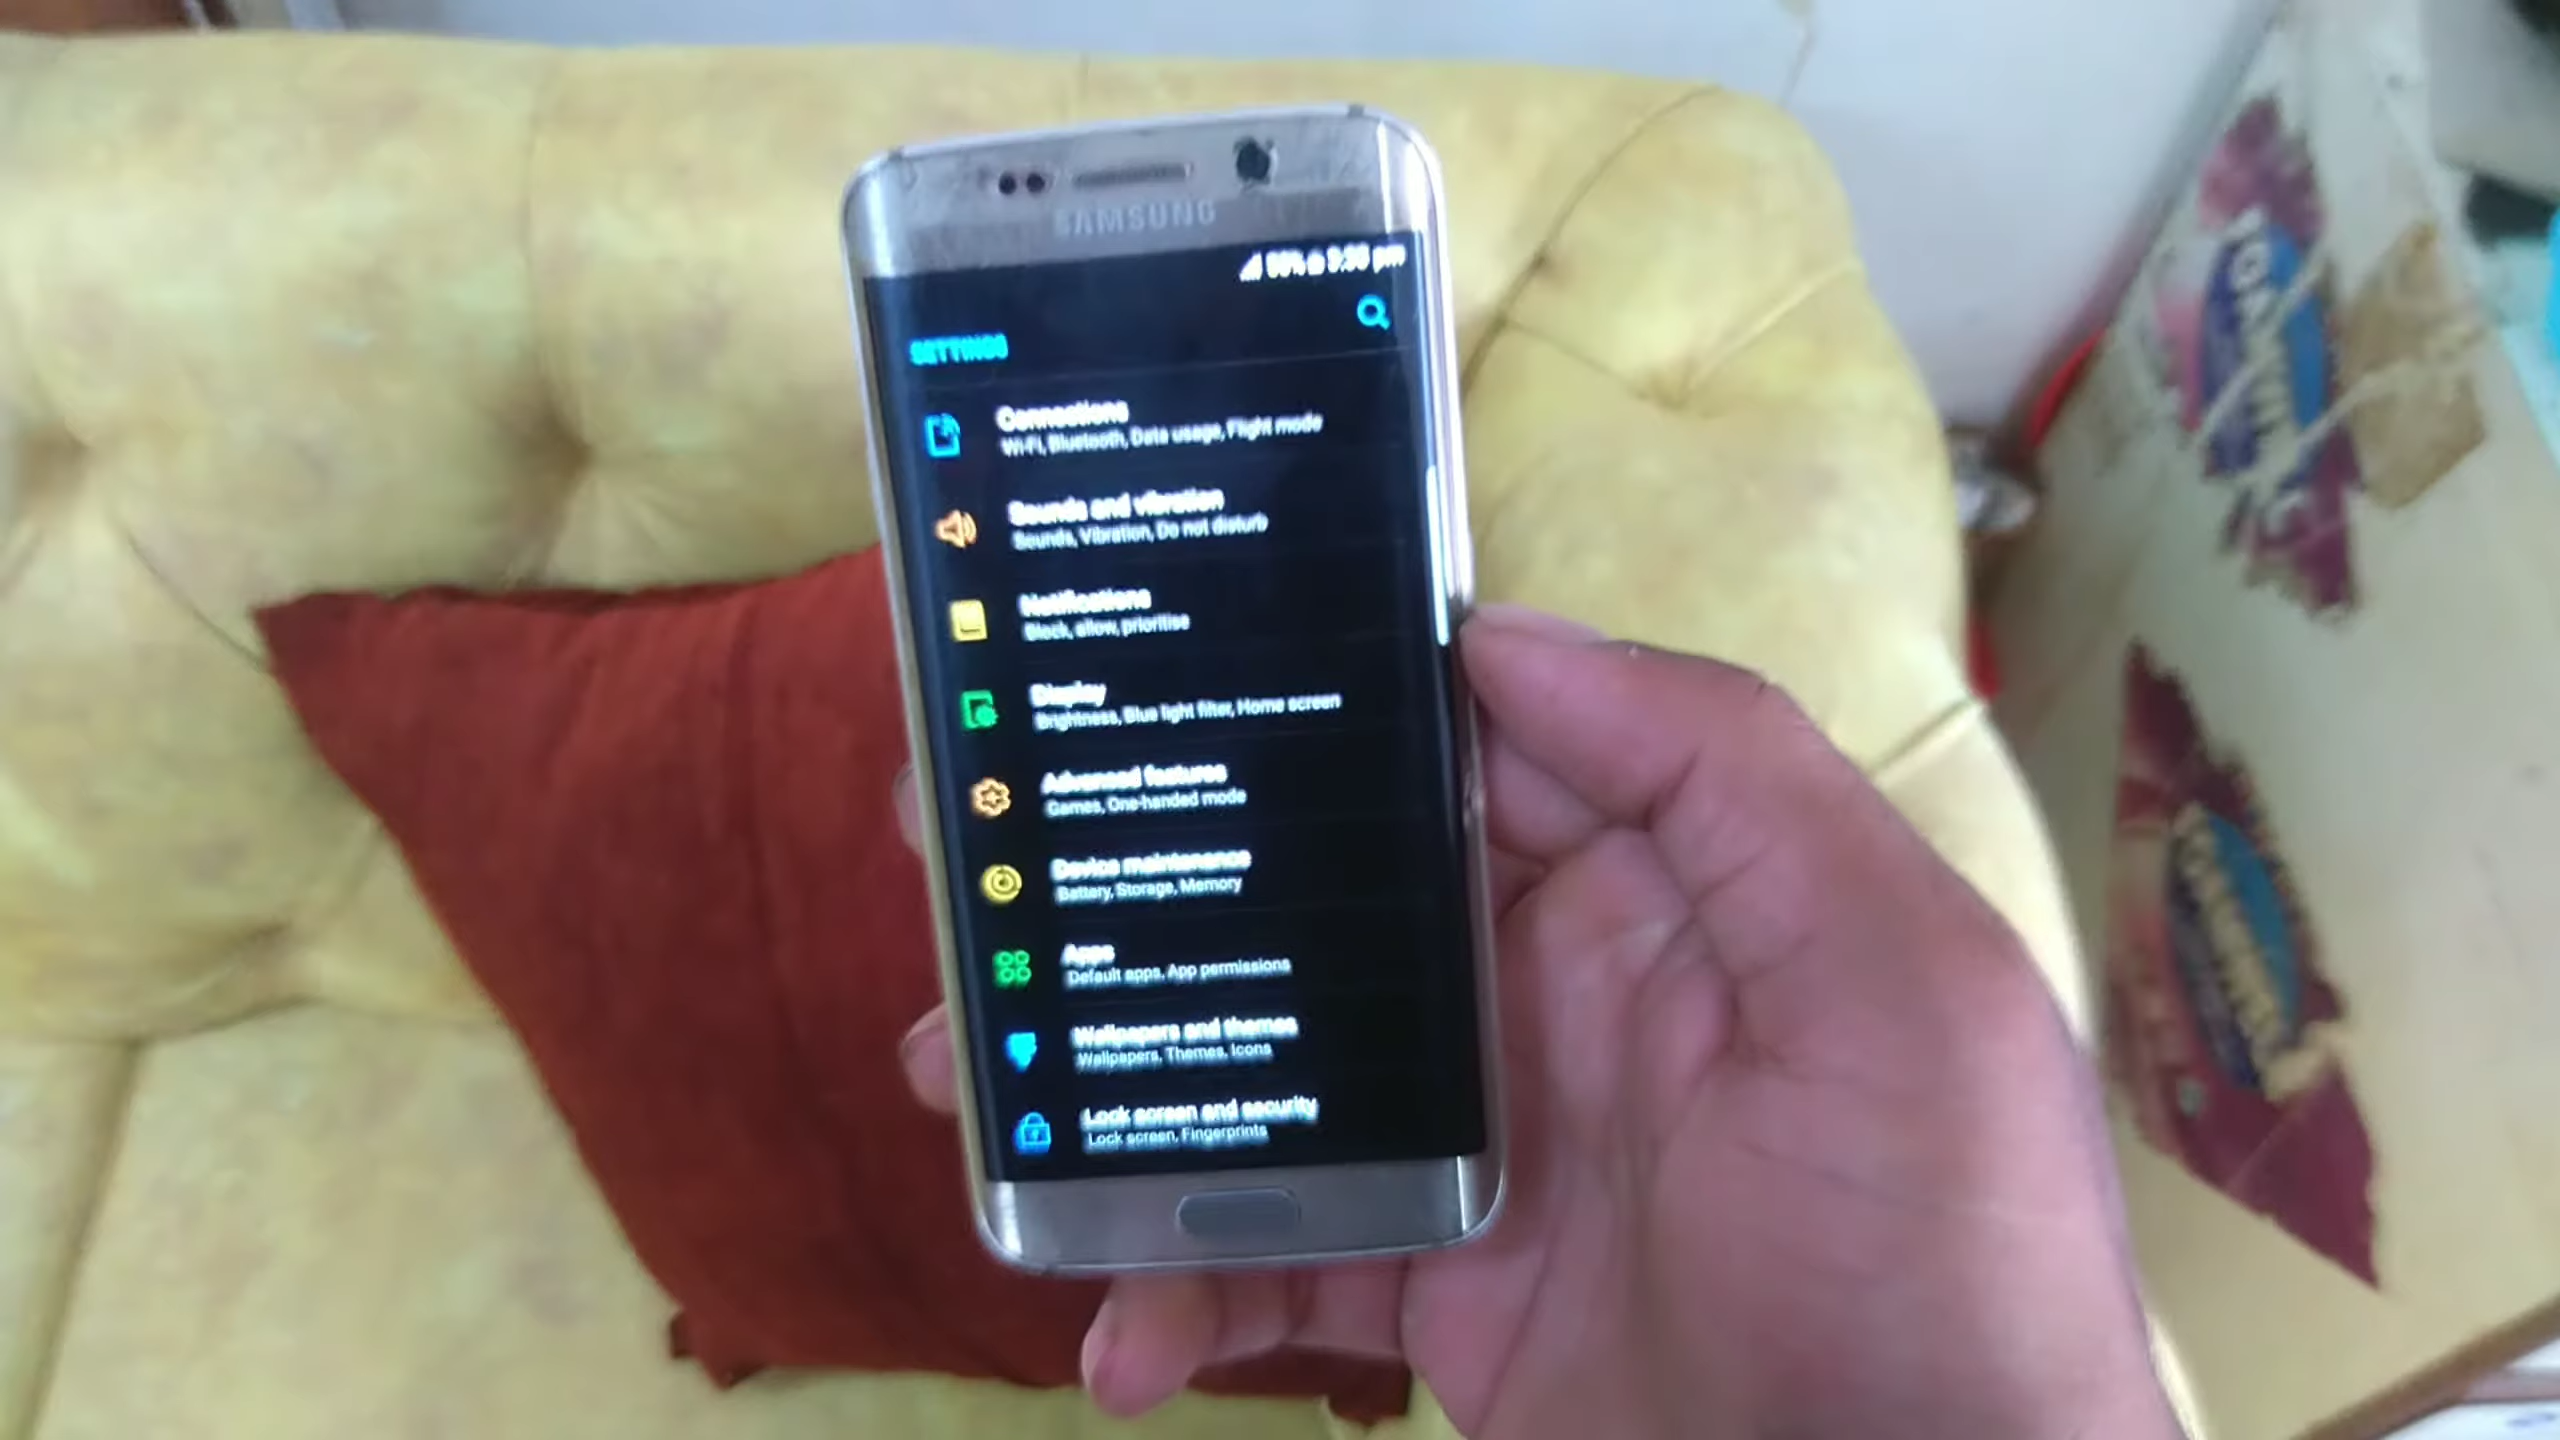 SAMSUNG
pm
SETTINGS
Connections
Wi-Fi, Bluetooth, Data usage, Flight mode
Sounds and vibration
Sounds, Vibration, Do not disturb
Notifications
Block, allow, prioritise
Display
Brightness, Blue light filter, Home screen
Advanced features
Games, One-handed mode
Device maintenance
Battery, Storage, Memory
Apps
Default apps, App permissions
Wallpapers and themes
Wallpapers, Themes, Icons
Lock screen and security
Lock screen, Fingerprints